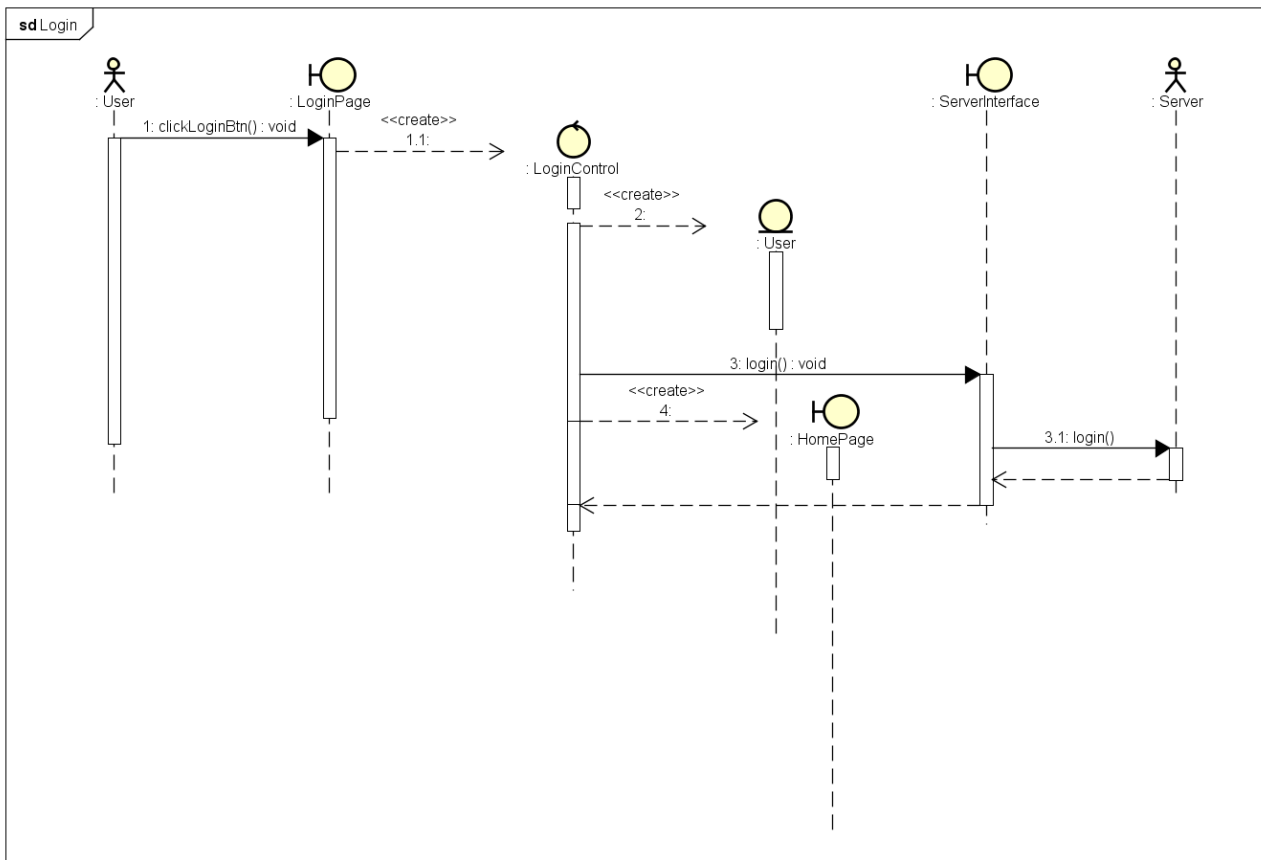 sd Login
: User
: LoginPage
: ServerInterface
: Server
1: clickLoginBtn() : void
<<create>>
1.1:
: LoginControl
<<create>>
2:
: User
3: login() : void
<<create>>
4:
: HomePage
3.1: login()